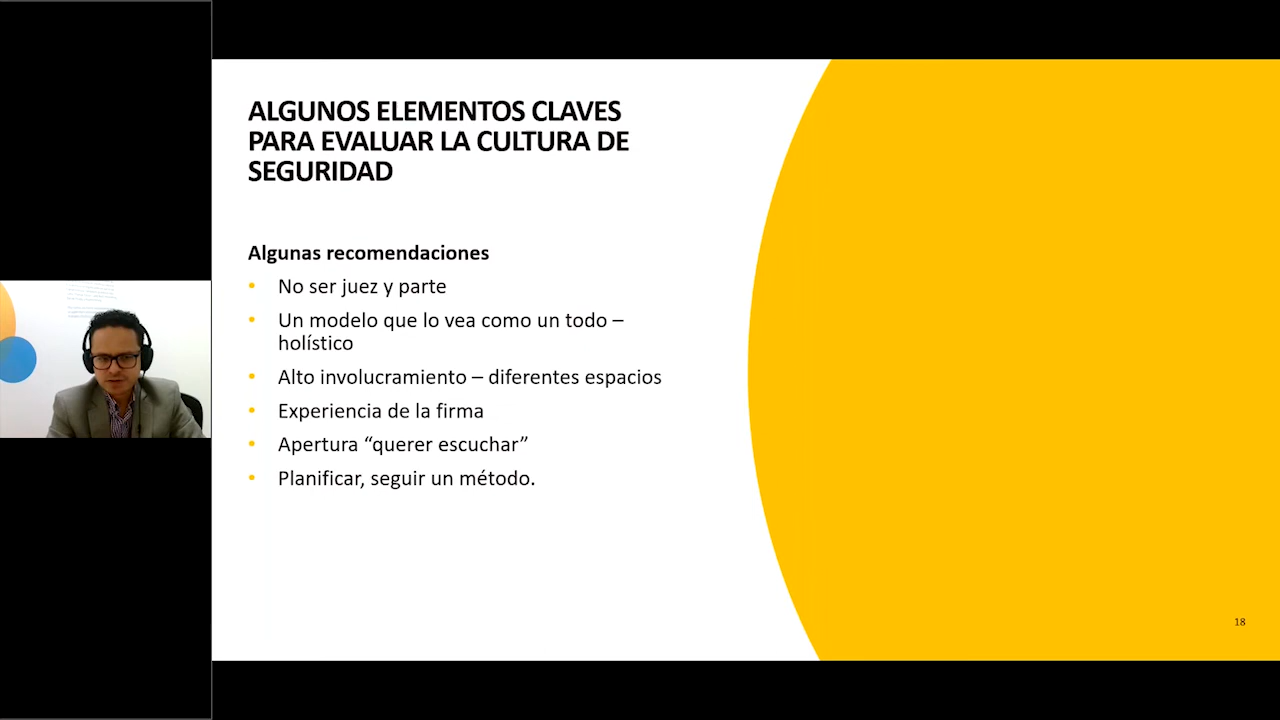 ALGUNOS ELEMENTOS CLAVES
PARA EVALUAR LA CULTURA DE
SEGURIDAD
Algunas recomendaciones
• No ser juez y parte
• Un modelo que lo vea como un todo –
holístico
• Alto involucramiento – diferentes espacios
• Experiencia de la firma
• Apertura “querer escuchar”
• Planificar, seguir un método.
18